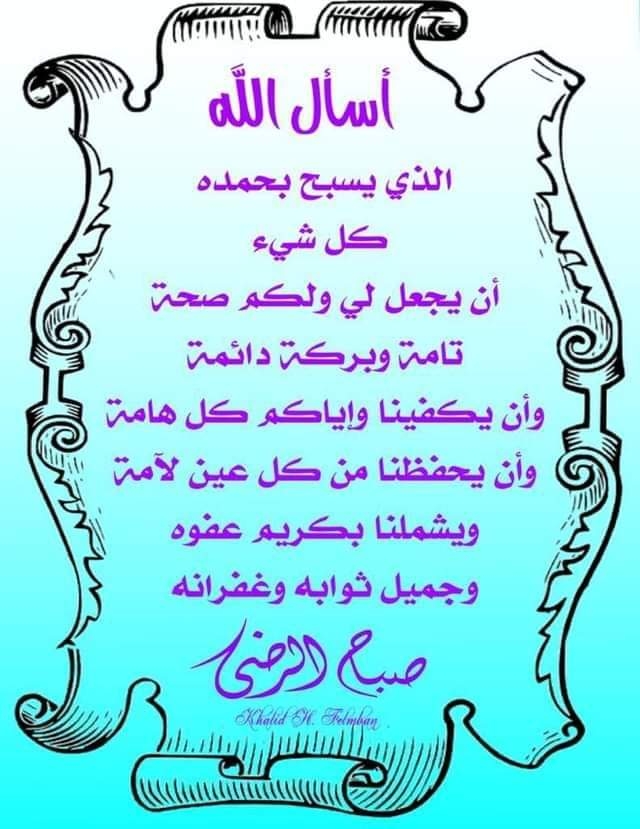 أسأل اللَّه
الذي يسبح بحمده
كل شيء
أن يجعل لي ولكم صحة
تامة وبركة دائمة
وأن يكفينا وإياكم كل هامة
وأن يحفظنا من كل عين لآمة
ويشملنا بكريم عفوه
وجميل ثوابه وغفرانه
صباح الرضى
Khalid H. Felmban